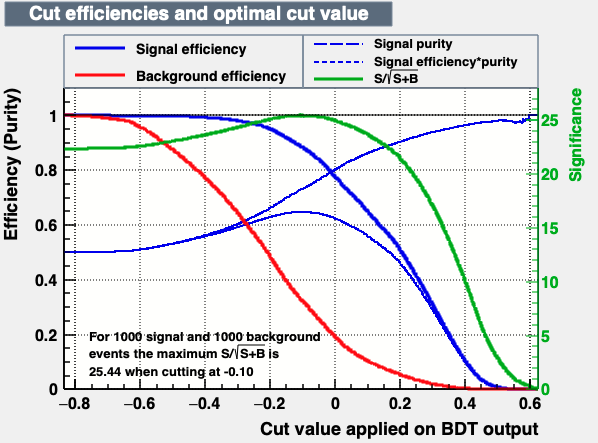 Cut efficiencies and optimal cut value
Signal efficiency
Background efficiency
Signal purity
Signal efficiency*purity
S/√S+B
Efficiency (Purity)
1
0.8
0.6
0.4
0.2
0
Significance
25
20
15
10
5
0
For 1000 signal and 1000 background
events the maximum S/√S+B is
25.44 when cutting at -0.10
−0.8 −0.6 −0.4 −0.2 0 0.2 0.4 0.6
Cut value applied on BDT output